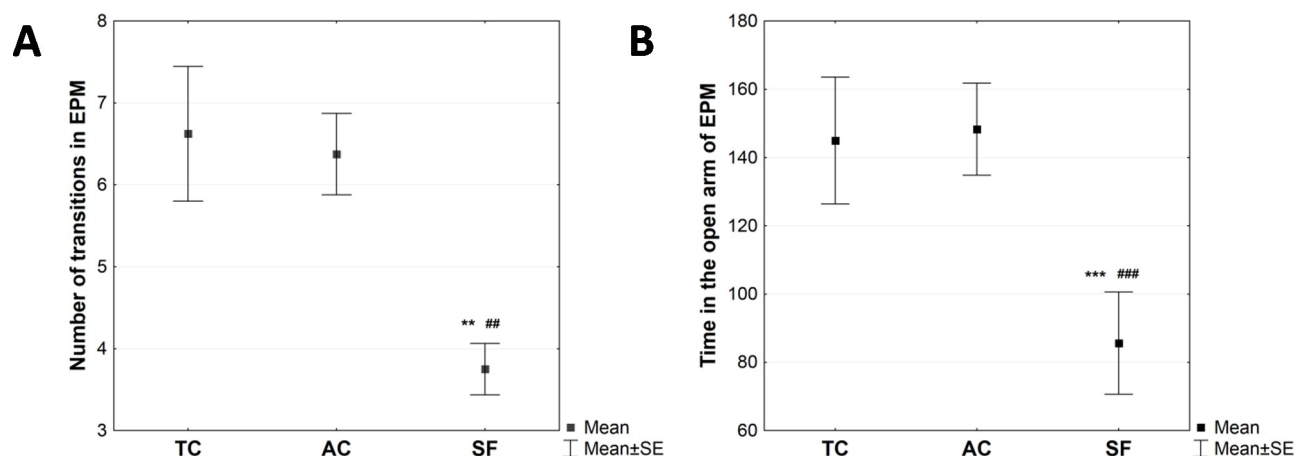 A
Number of transitions in EPM
8
7
6
5
4
3
** ##
TC AC SF
Mean
Mean±SE
B
Time in the open arm of EPM
180
160
140
120
100
80
60
*** ###
TC AC SF
Mean
Mean±SE